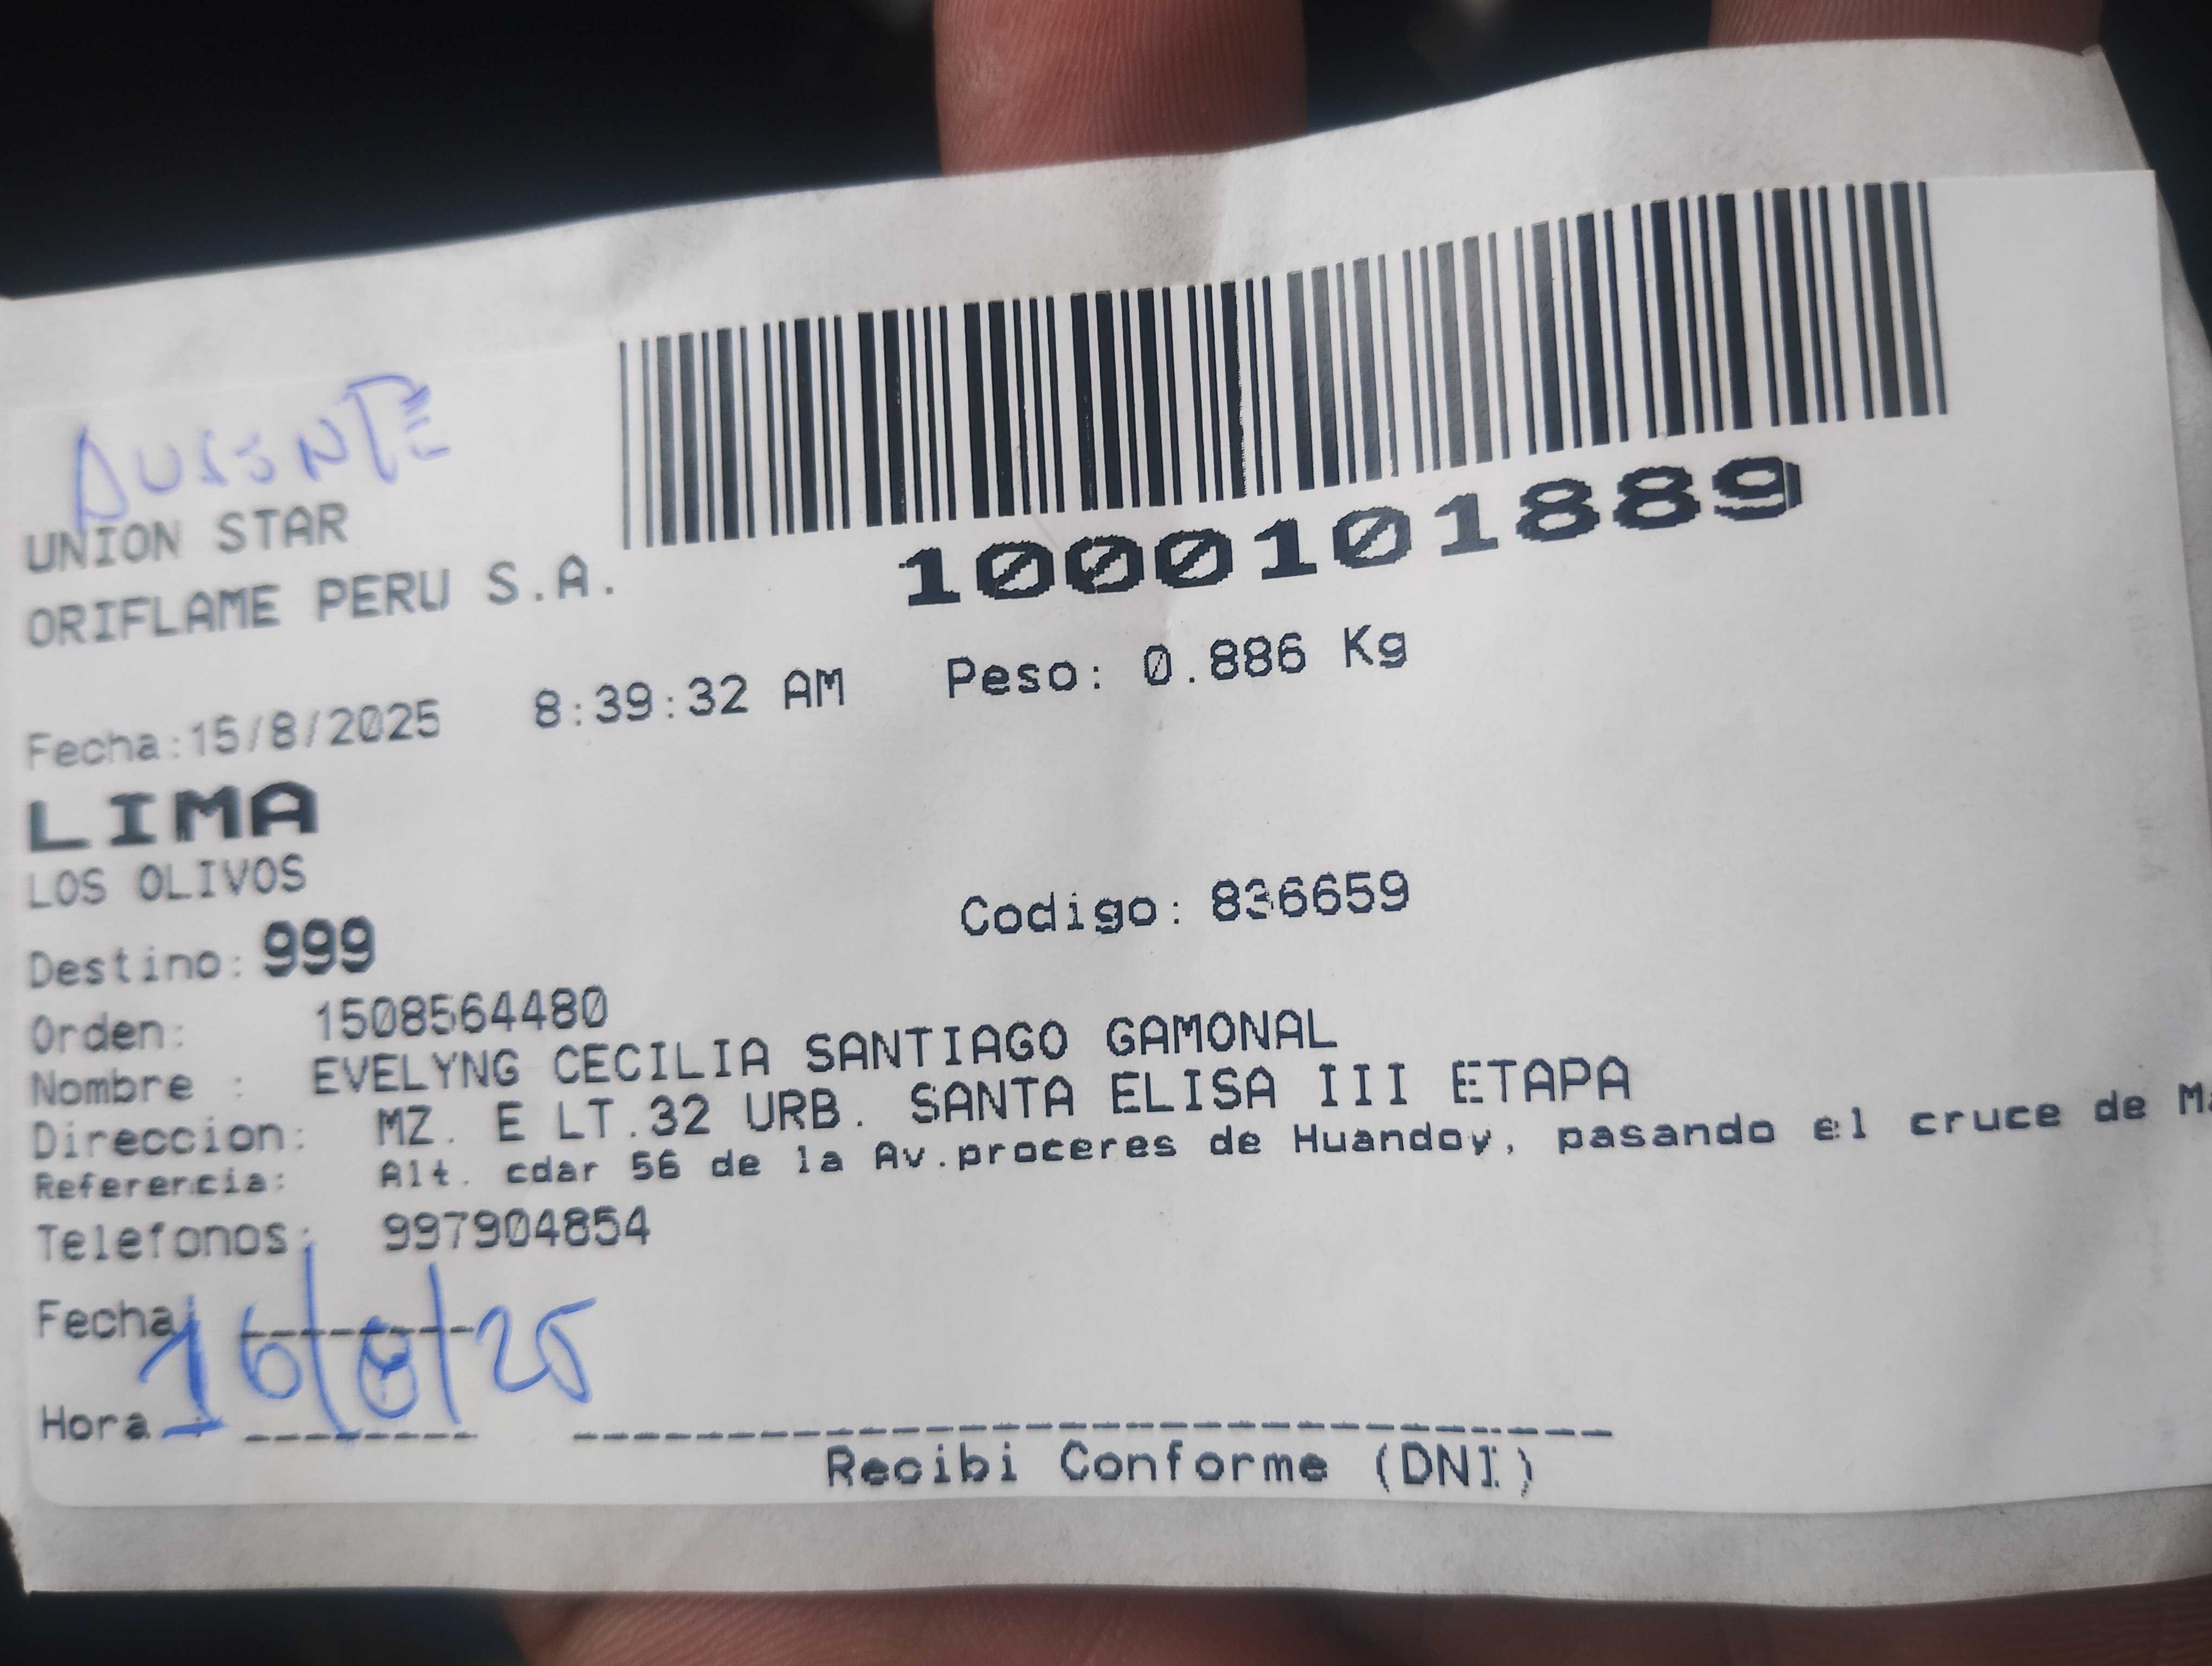 AUSENTE
UNION STAR
ORIFLAME PERU S.A.
1000101889
Fecha:15/8/2025 8:39:32 AM Peso: 0.886 Kg
LIMA
LOS OLIVOS
Destino: 999 Codigo: 836659
Orden: 1508564480
Nombre : EVELYNG CECILIA SANTIAGO GAMONAL
Direccion: MZ. E LT.32 URB. SANTA ELISA III ETAPA
Referencia: Alt. cdar 56 de la Av.proceres de Huandoy, pasando el cruce de
Telefonos: 997904854
Fecha: 16/8/25
Hora :
Recibi Conforme (DNI)